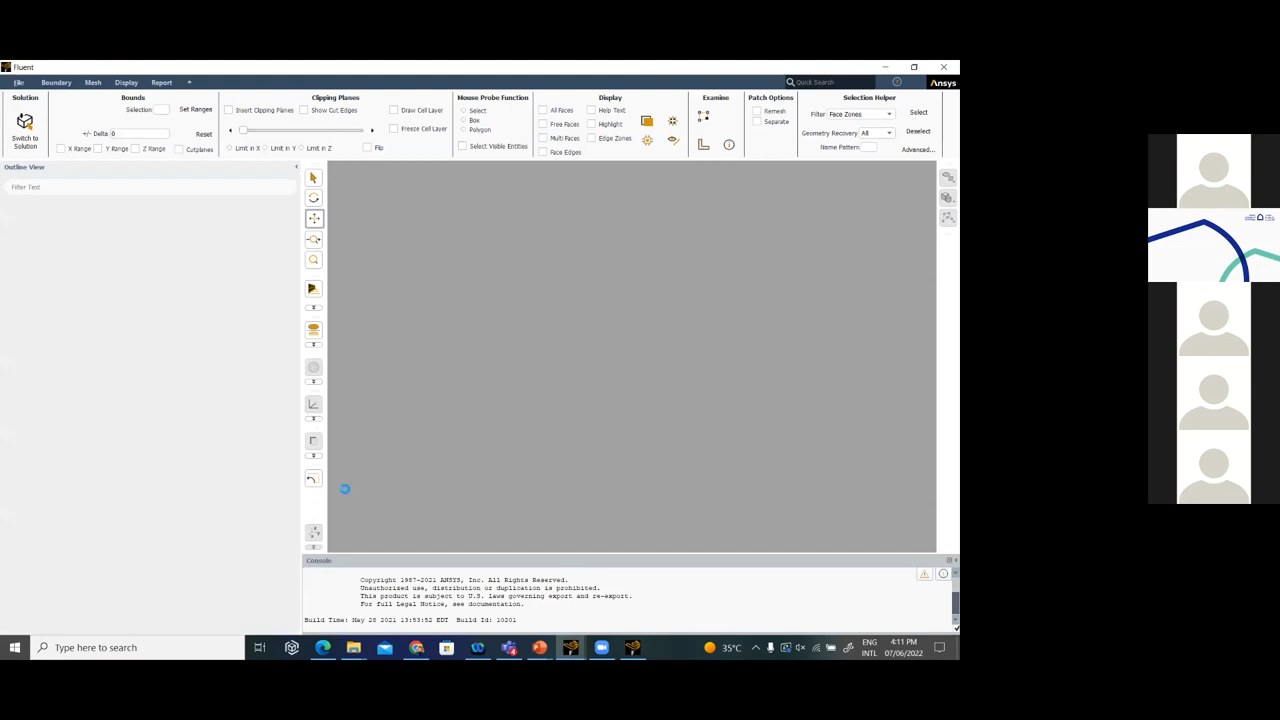 Fluent
File Boundary Mesh Display Report Quick Search Ansys
Solution Bounds Clipping Planes Mouse Probe Function Display Examine Patch Options Selection Helper
Switch to Solution
Selection Set Ranges
+/- Delta 0 Reset
X Range Y Range Z Range Cutplanes
Insert Clipping Planes Show Cut Edges Draw Cell Layer
Freeze Cell Layer
Limit in X Limit in Y Limit in Z Flip
Select
Box
Polygon
Select Visible Entities
All Faces Help Text
Free Faces Highlight
Multi Faces Edge Zones
Face Edges
Remesh
Separate
Filter Face Zones Select
Geometry Recovery All Deselect
Name Pattern Advanced...
Outline View
Filter Text
Console
Copyright 1987-2021 ANSYS, Inc. All Rights Reserved.
Unauthorized use, distribution or duplication is prohibited.
This product is subject to U.S. laws governing export and re-export.
For full Legal Notice, see documentation.
Build Time: May 28 2021 13:53:52 EDT Build Id: 10201
Type here to search
35°C
ENG
INTL
4:11 PM
07/06/2022